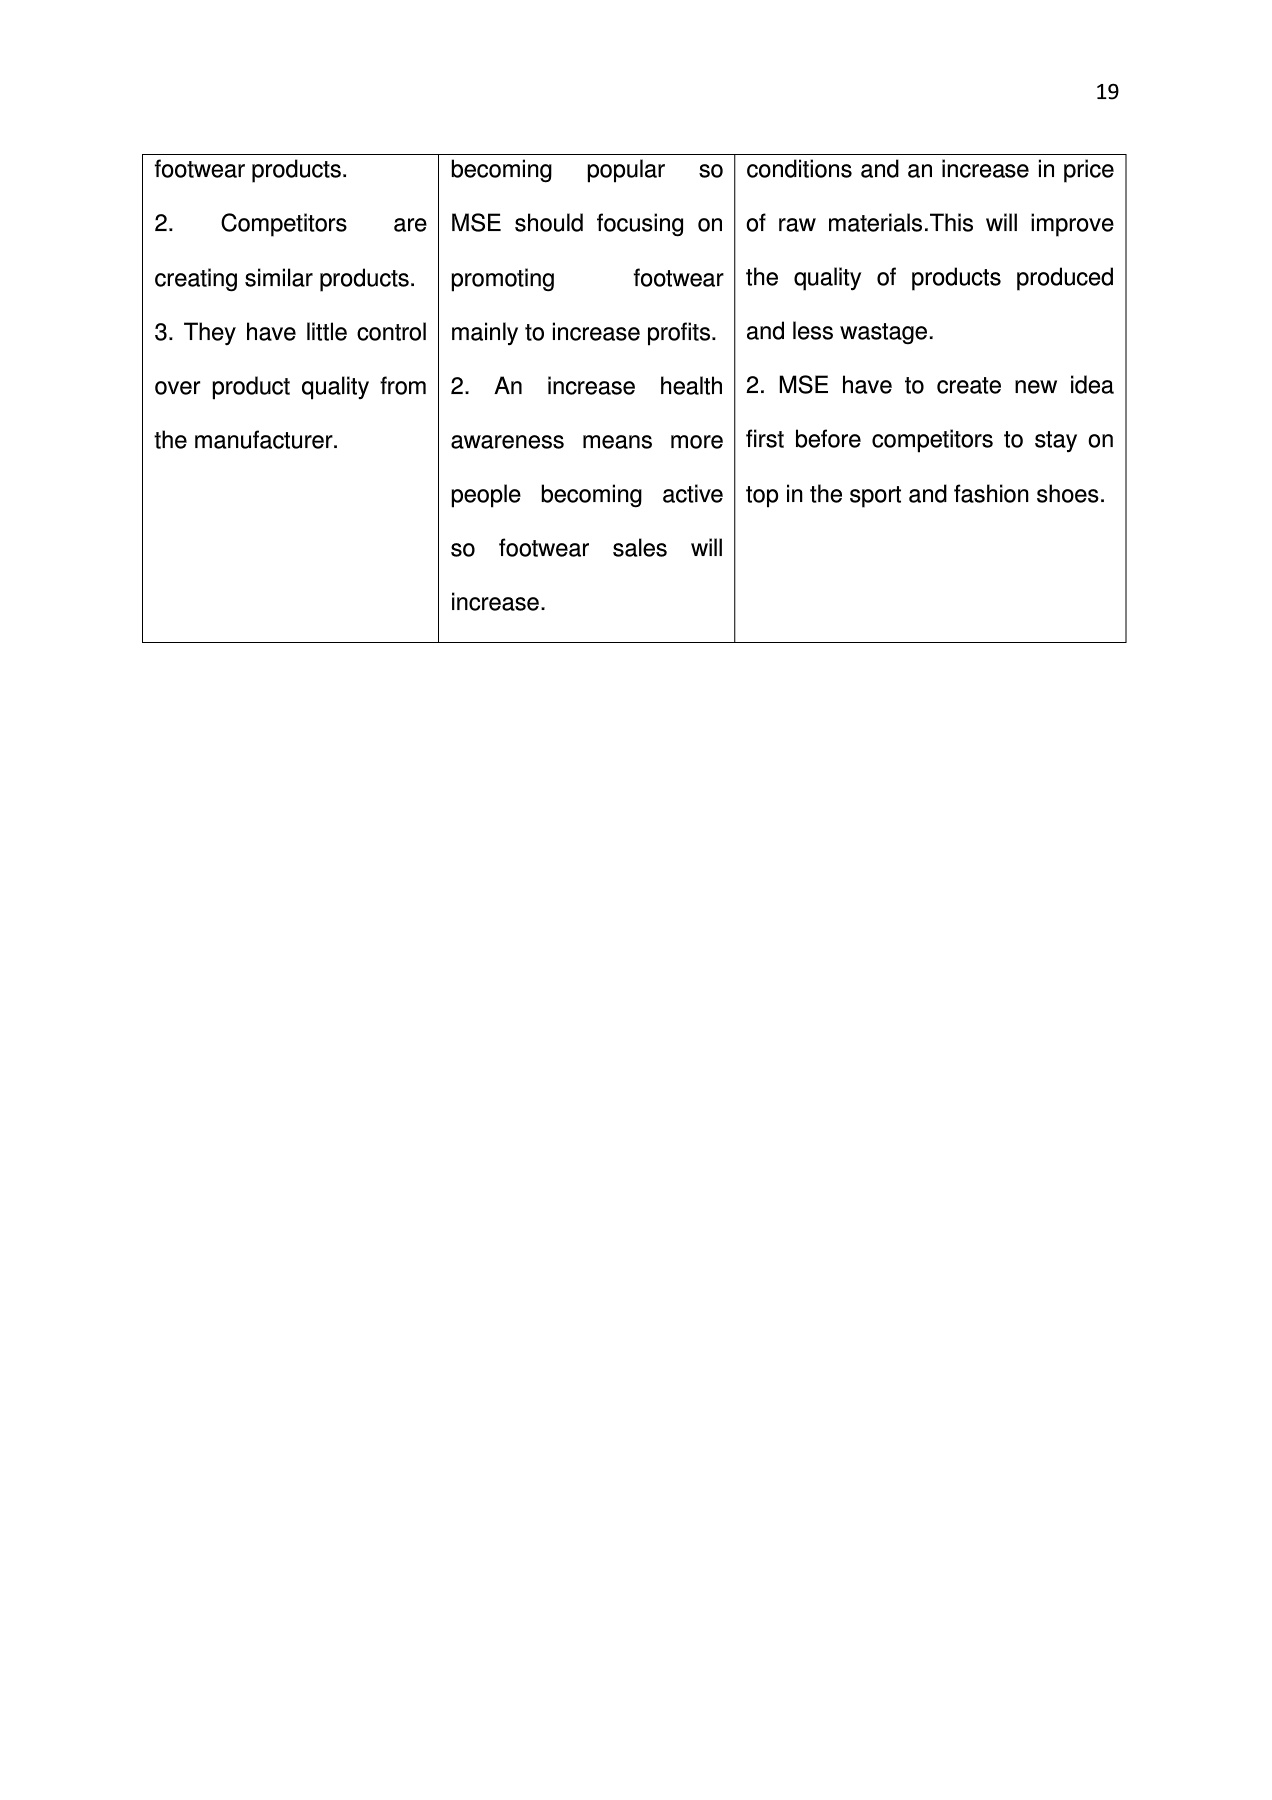 19
footwear products.
2. Competitors are
creating similar products.
3. They have little control
over product quality from
the manufacturer.
becoming popular so
MSE should focusing on
promoting footwear
mainly to increase profits.
2. An increase health
awareness means more
people becoming active
so footwear sales will
increase.
conditions and an increase in price
of raw materials.This will improve
the quality of products produced
and less wastage.
2. MSE have to create new idea
first before competitors to stay on
top in the sport and fashion shoes.